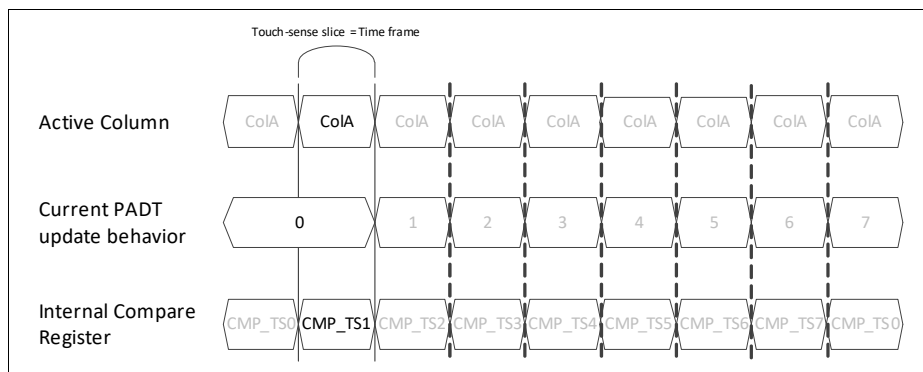 Touch-sense slice = Time frame
Active Column ColA ColA ColA ColA ColA ColA ColA ColA ColA
Current PADT
update behavior
0 1 2 3 4 5 6 7
Internal Compare
Register
CMP_TS0 CMP_TS1 CMP_TS2 CMP_TS3 CMP_TS4 CMP_TS5 CMP_TS6 CMP_TS7 CMP_TS0